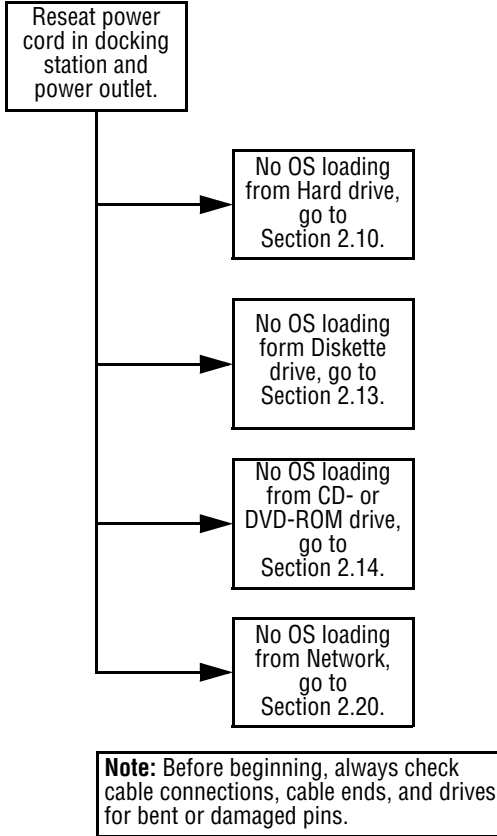 Reseat power
cord in docking
station and
power outlet.
No OS loading
from Hard drive,
go to
Section 2.10.
No OS loading
form Diskette
drive, go to
Section 2.13.
No OS loading
from CD- or
DVD-ROM drive,
go to
Section 2.14.
No OS loading
from Network,
go to
Section 2.20.
Note: Before beginning, always check
cable connections, cable ends, and drives
for bent or damaged pins.